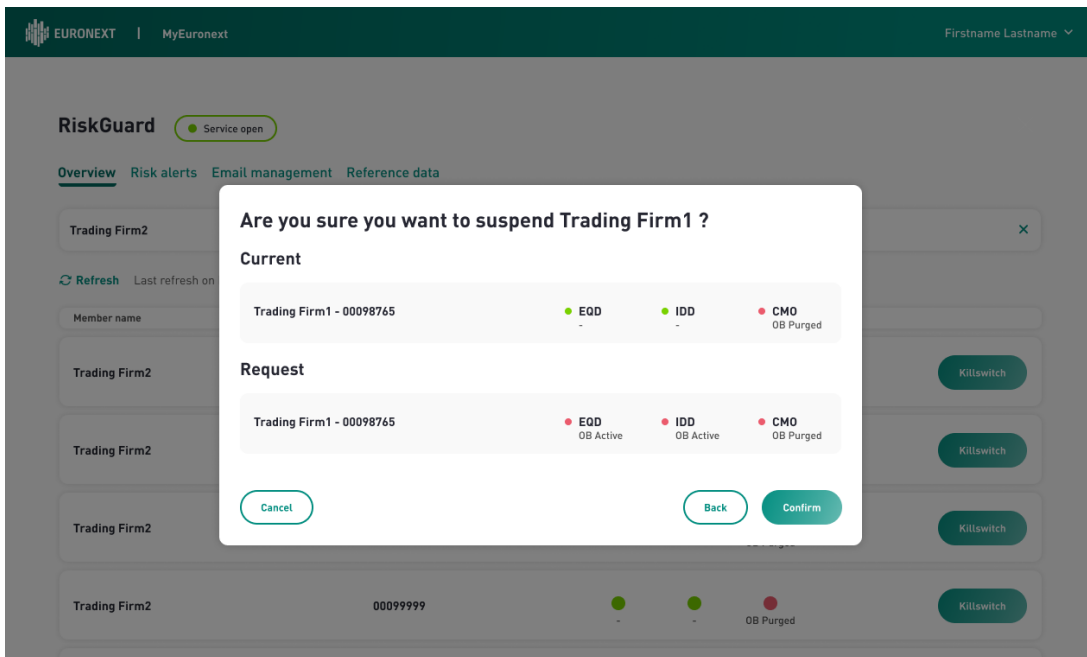 EURONEXT | MyEuronext Firstname Lastname
RiskGuard Service open
Overview Risk alerts Email management Reference data
Are you sure you want to suspend Trading Firm1 ?
Trading Firm2
Current
Refresh Last refresh on
Trading Firm1 - 00098765 EQD IDD CMO
- - OB Purged
Member name
Request
Trading Firm2 Killswitch
Trading Firm1 - 00098765 EQD IDD CMO
OB Active OB Active OB Purged
Trading Firm2 Killswitch
Cancel Back Confirm
Trading Firm2 Killswitch
Trading Firm2 00099999 Killswitch
- - OB Purged